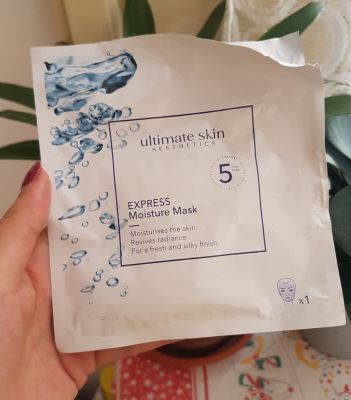 ultimate skin
AESTHETICS
5
EXPRESS
Moisture Mask
Moisturises the skin
Revives radiance
For a fresh and silky finish
x1